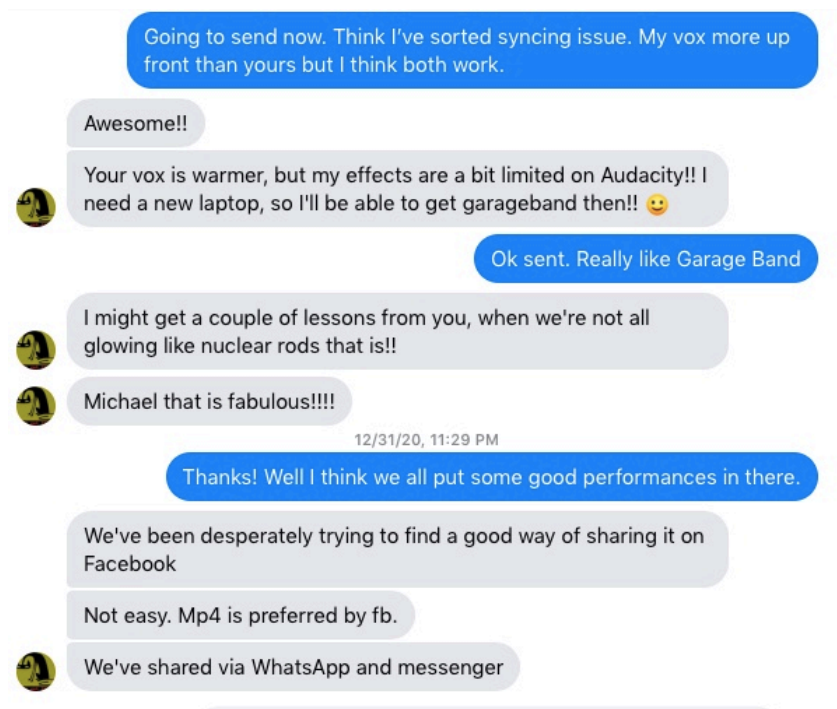 Going to send now. Think I've sorted syncing issue. My vox more up
front than yours but I think both work.
Awesome!!
Your vox is warmer, but my effects are a bit limited on Audacity!! I
need a new laptop, so I'll be able to get garageband then!! 🙂
Ok sent. Really like Garage Band
I might get a couple of lessons from you, when we're not all
glowing like nuclear rods that is!!
Michael that is fabulous!!!!
12/31/20, 11:29 PM
Thanks! Well I think we all put some good performances in there.
We've been desperately trying to find a good way of sharing it on
Facebook
Not easy. Mp4 is preferred by fb.
We've shared via WhatsApp and messenger